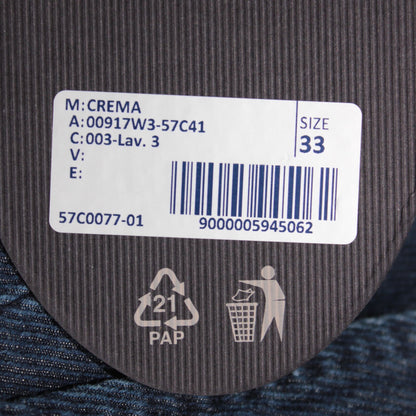 M:CREMA
A:00917W3-57C41
C:003-Lav. 3
V:
E:
SIZE
33
57C0077-01
9000005945062
21
PAP